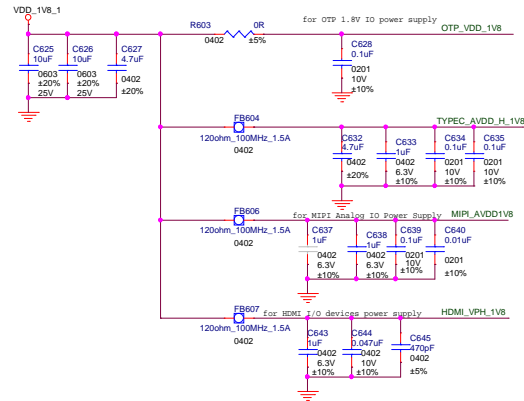 VDD_1V8_1
R603 0R
for OTP 1.8V IO power supply
OTP_VDD_1V8
0402 ±5%
C625
10uF
0603
±20%
25V
C626
10uF
0603
±20%
25V
C627
4.7uF
0402
±20%
C628
0.1uF
0201
10V
±10%
FB604
120ohm_100MHz_1.5A
0402
TYPEC_AVDD_H_1V8
C632
4.7uF
0402
±20%
C633
1uF
0402
6.3V
±10%
C634
0.1uF
0201
10V
±10%
C635
0.1uF
0201
10V
±10%
FB606
120ohm_100MHz_1.5A
0402
for MIPI Analog IO Power Supply
MIPI_AVDD1V8
C637
1uF
0402
6.3V
±10%
C638
1uF
0402
6.3V
±10%
C639
0.1uF
0201
10V
±10%
C640
0.01uF
0201
±10%
FB607
120ohm_100MHz_1.5A
0402
for HDMI I/O devices power supply
HDMI_VPH_1V8
C643
1uF
0402
6.3V
±10%
C644
0.047uF
0402
10V
±10%
C645
470pF
0402
±5%